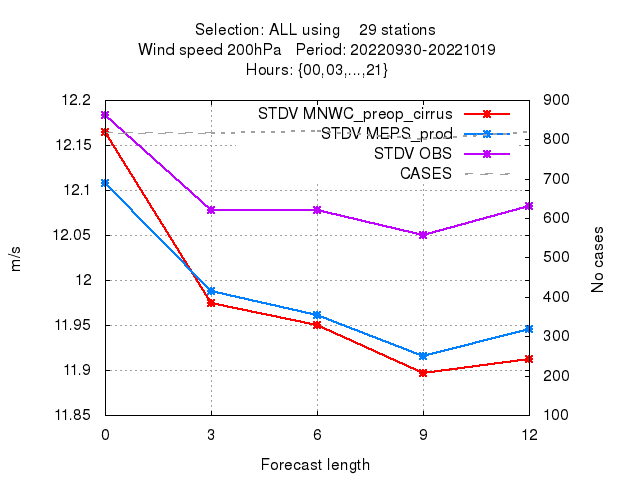 Selection: ALL using 29 stations
Wind speed 200hPa Period: 20220930-20221019
Hours: {00,03,...,21}
12.2
12.15
12.1
12.05
12
11.95
11.9
11.85
m/s
STDV MNWC_preop_cirrus
STDV MEPS_prod
STDV OBS
CASES
900
800
700
600
500
400
300
200
100
No cases
0 3 6 9 12
Forecast length